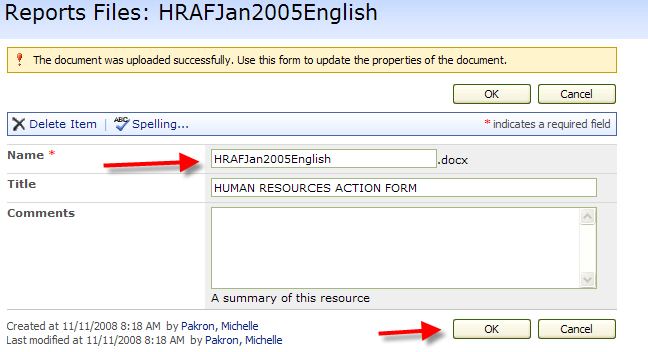 Reports Files: HRAFJan2005English
The document was uploaded successfully. Use this form to update the properties of the document.
OK Cancel
Delete Item | ABC Spelling... * indicates a required field
Name * HRAFJan2005English .docx
Title HUMAN RESOURCES ACTION FORM
Comments
A summary of this resource
Created at 11/11/2008 8:18 AM by Pakron, Michelle
Last modified at 11/11/2008 8:18 AM by Pakron, Michelle
OK Cancel